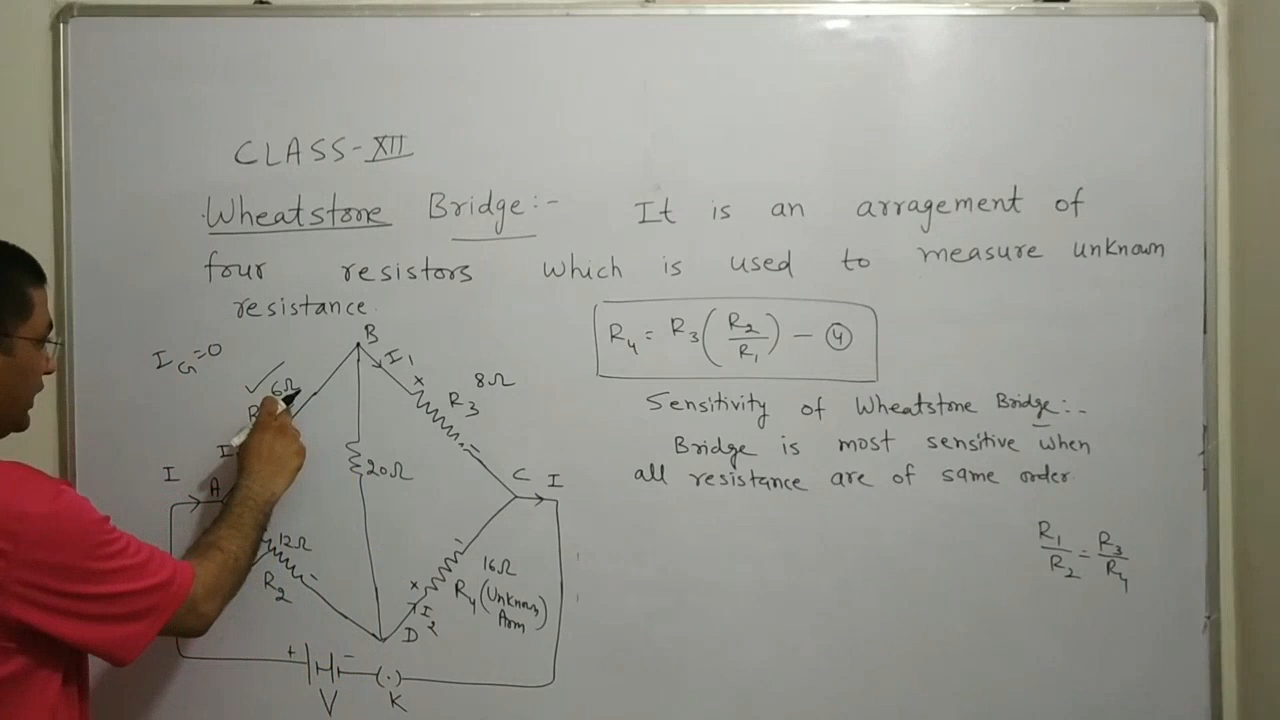 CLASS-XII
Wheatstone Bridge:- It is an arragement of
four resistors which is used to measure unknown
resistance.
R4 = R3 (R2/R1) - ④
Sensitivity of Wheatstone Bridge:-
Bridge is most sensitive when
all resistance are of same order.
R1/R2 = R3/R4
IG=0
B
✓
6Ω
I1
8Ω
R3
20Ω
I
A
C
I
12Ω
R2
16Ω
R4 (Unknown
Arm)
I2
D
+
-
V
K